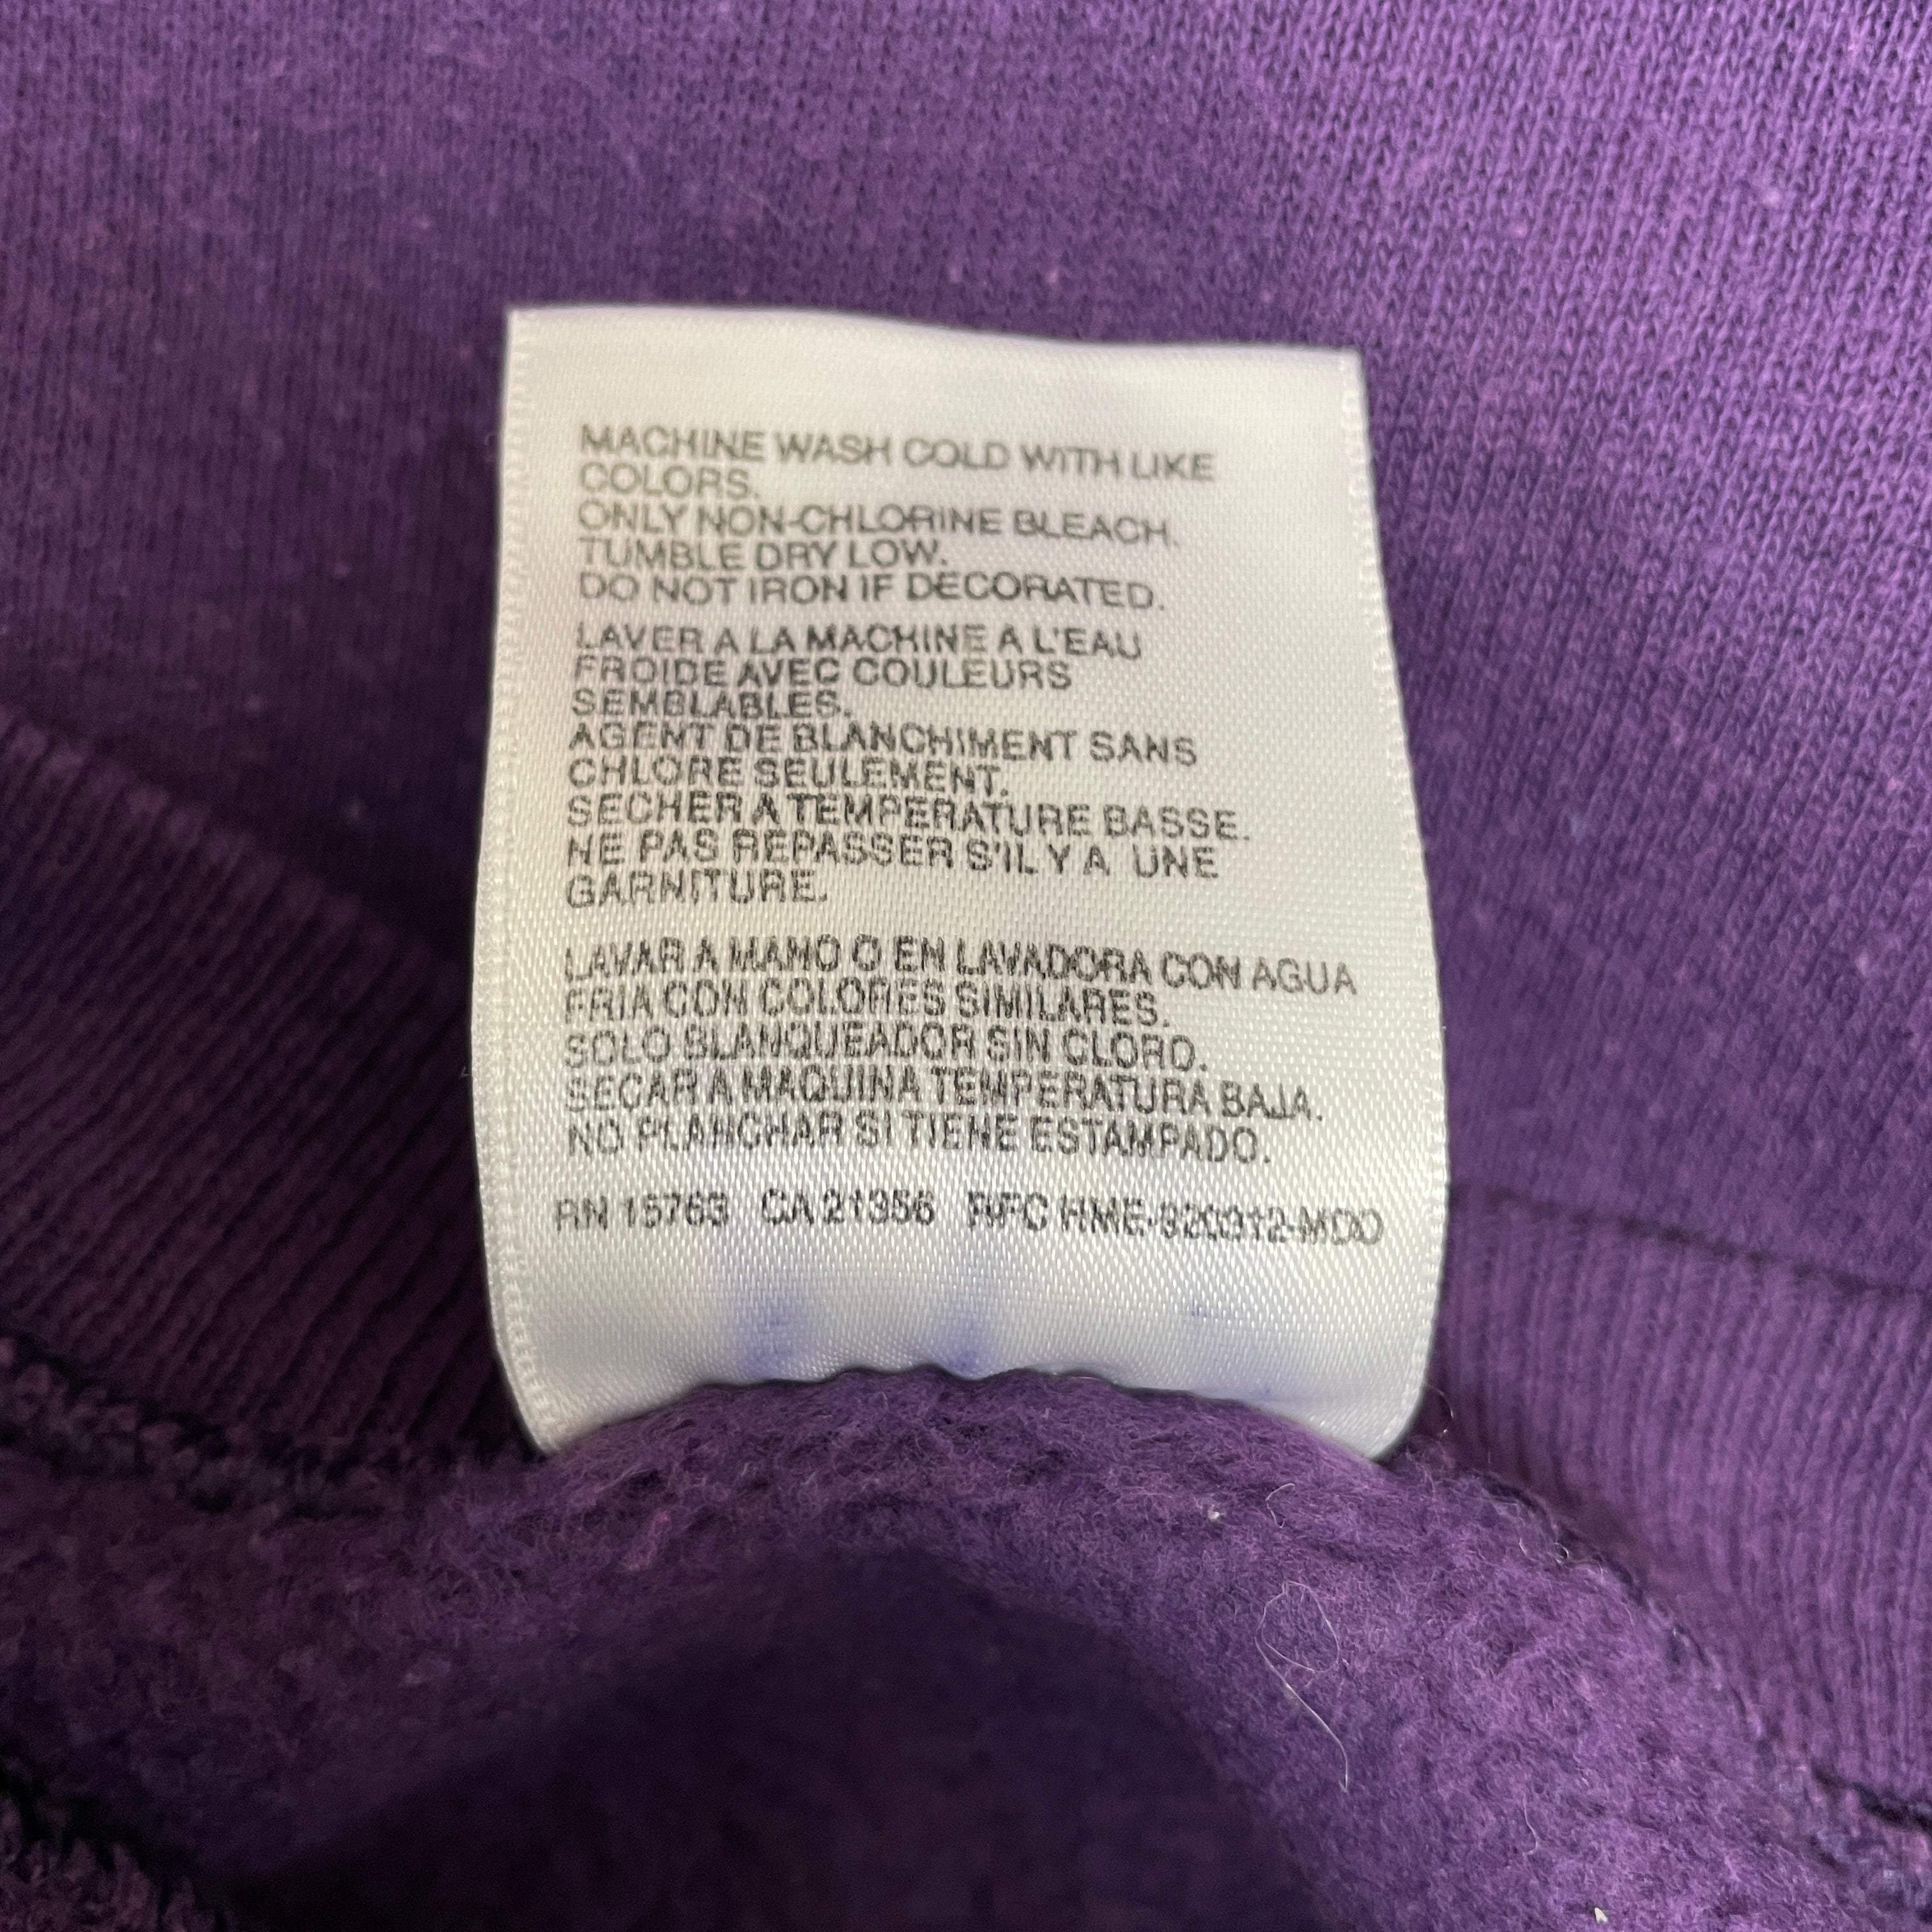 MACHINE WASH COLD WITH LIKE
COLORS.
ONLY NON-CHLORINE BLEACH.
TUMBLE DRY LOW.
DO NOT IRON IF DECORATED.
LAVER A LA MACHINE A L'EAU
FROIDE AVEC COULEURS
SEMBLABLES.
AGENT DE BLANCHIMENT SANS
CHLORE SEULEMENT.
SECHER A TEMPERATURE BASSE.
NE PAS REPASSER S'IL Y A UNE
GARNITURE.
LAVAR A MANO O EN LAVADORA CON AGUA
FRIA CON COLORES SIMILARES.
SOLO BLANQUEADOR SIN CLORO.
SECAR A MAQUINA TEMPERATURA BAJA.
NO PLANCHAR SI TIENE ESTAMPADO.
RN 15763 CA 21356 RFC HME-920312-MD0